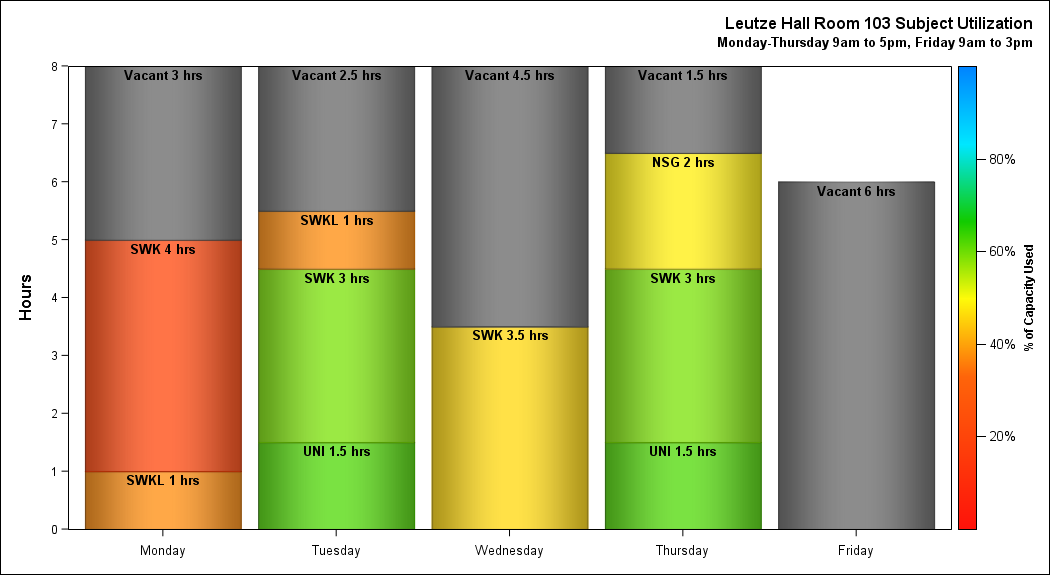 Leutze Hall Room 103 Subject Utilization
Monday-Thursday 9am to 5pm, Friday 9am to 3pm
Hours
8
7
6
5
4
3
2
1
0
Vacant 3 hrs
SWK 4 hrs
SWKL 1 hrs
Vacant 2.5 hrs
SWKL 1 hrs
SWK 3 hrs
UNI 1.5 hrs
Vacant 4.5 hrs
SWK 3.5 hrs
Vacant 1.5 hrs
NSG 2 hrs
SWK 3 hrs
UNI 1.5 hrs
Vacant 6 hrs
Monday
Tuesday
Wednesday
Thursday
Friday
80%
60%
40%
20%
% of Capacity Used